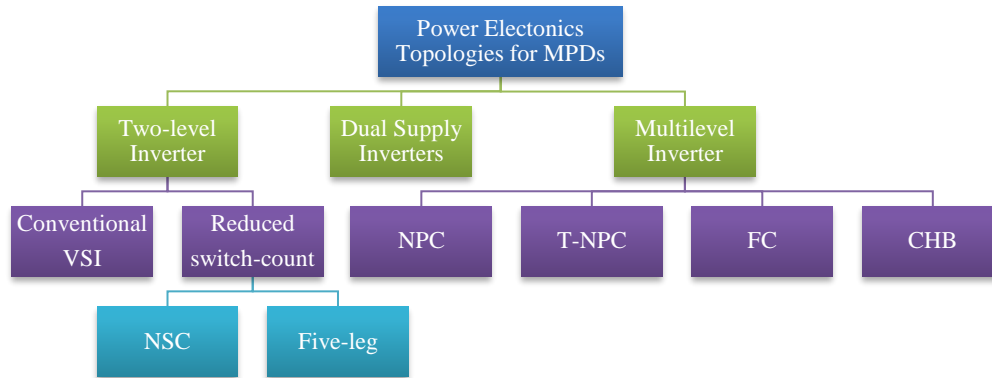 Power Electonics
Topologies for MPDs
Two-level
Inverter
Dual Supply
Inverters
Multilevel
Inverter
Conventional
VSI
Reduced
switch-count
NPC
T-NPC
FC
CHB
NSC
Five-leg